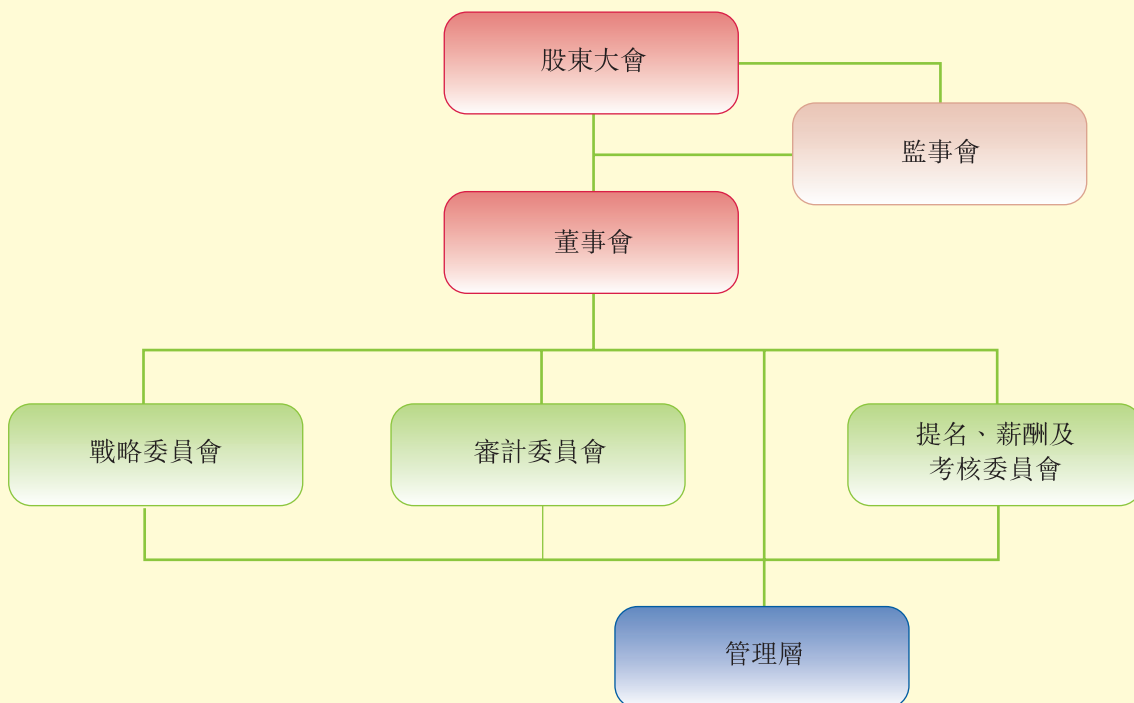 股東大會
監事會
董事會
戰略委員會
審計委員會
提名、薪酬及
考核委員會
管理層